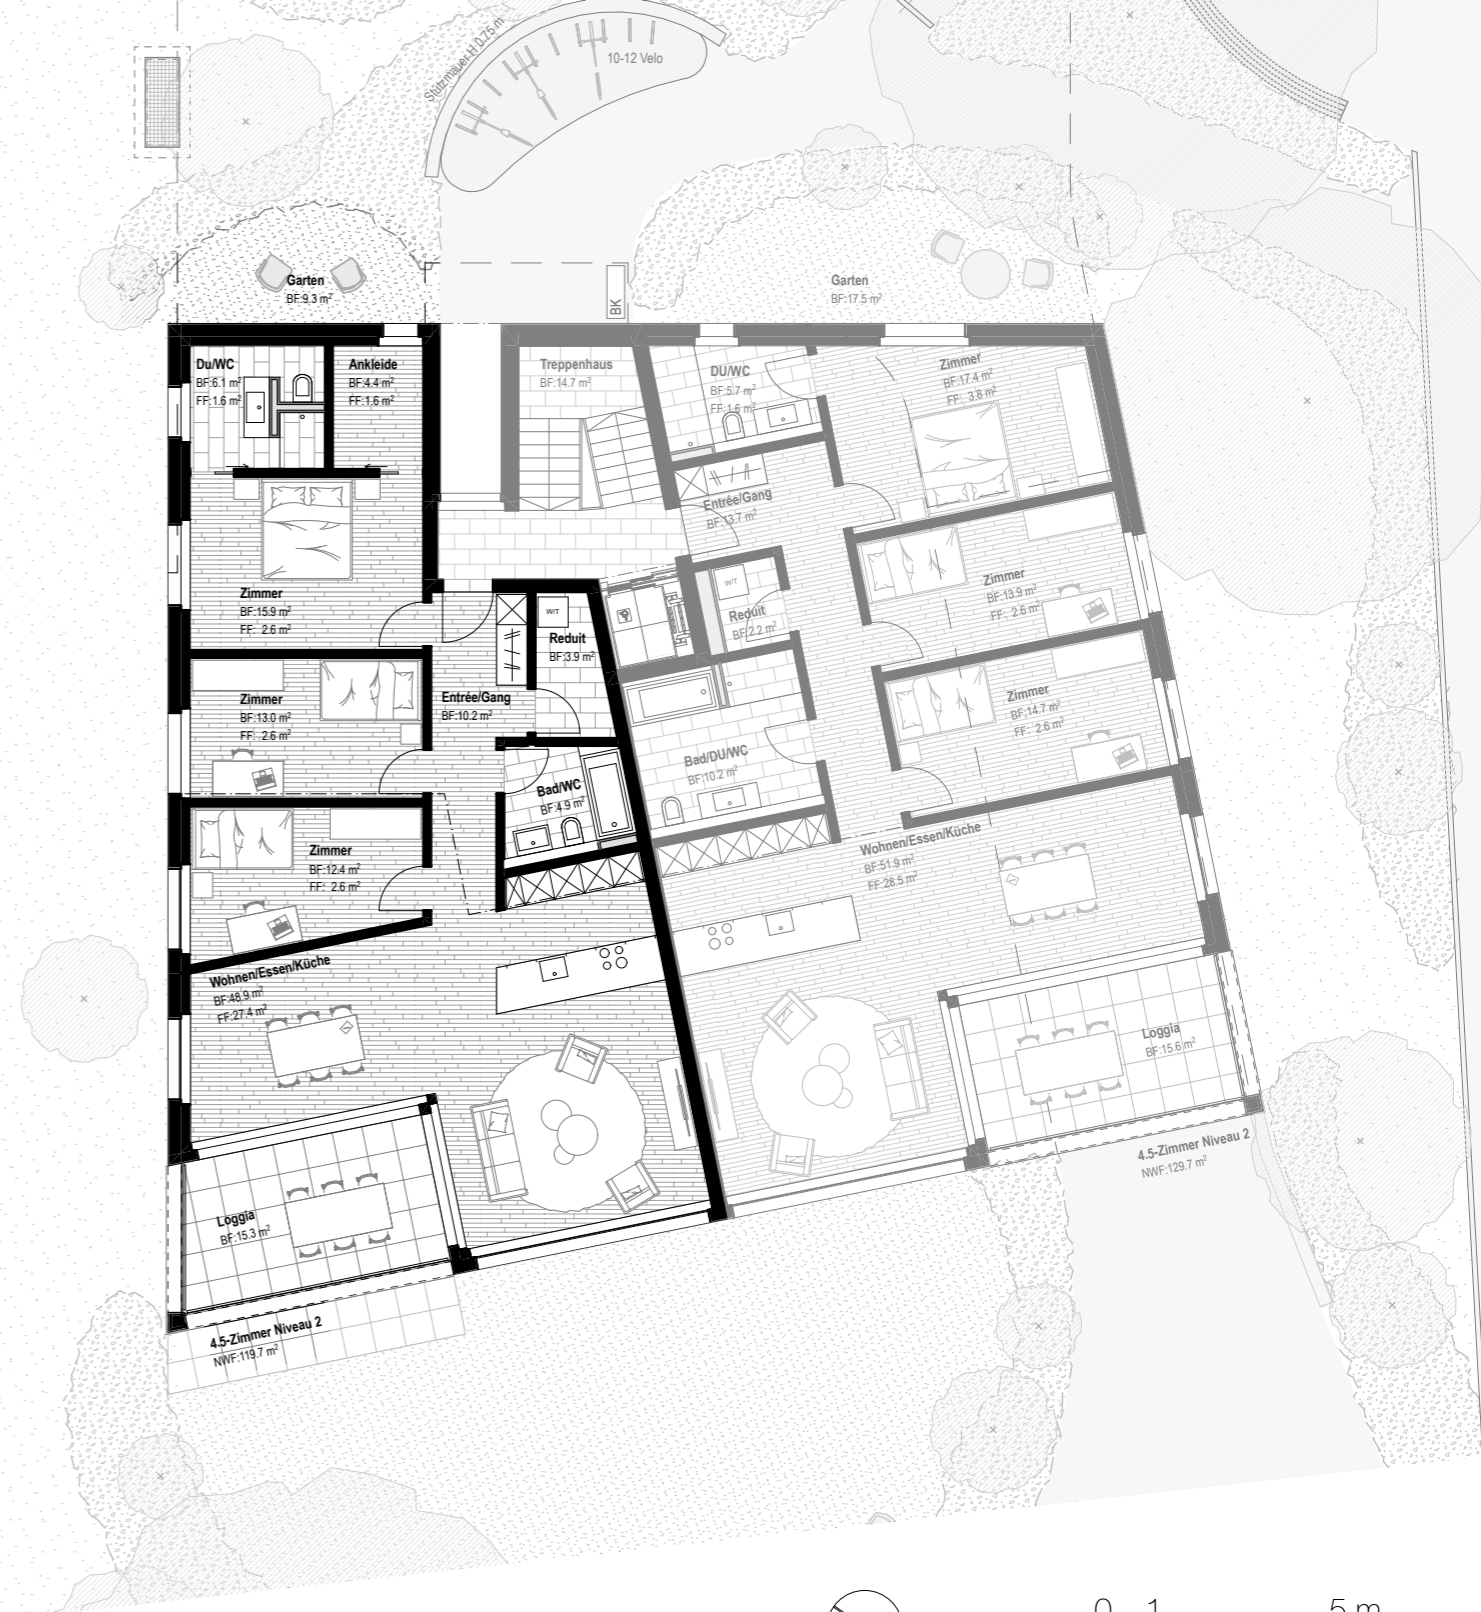 Stützmauer H 0.75 m
10-12 Velo
Garten
BF:9.3 m²
BK
Garten
BF:17.5 m²
Du/WC
BF:6.1 m²
FF:1.6 m²
Ankleide
BF:4.4 m²
FF:1.6 m²
Treppenhaus
BF:14.7 m²
DU/WC
BF:5.7 m²
FF:1.6 m²
Zimmer
BF:17.4 m²
FF: 3.8 m²
Entrée/Gang
BF:13.7 m²
Zimmer
BF:15.9 m²
FF: 2.6 m²
W/T
Reduit
BF:3.9 m²
W/T
Reduit
BF:2.2 m²
Zimmer
BF:13.9 m²
FF: 2.6 m²
Zimmer
BF:13.0 m²
FF: 2.6 m²
Entrée/Gang
BF:10.2 m²
Zimmer
BF:14.7 m²
FF: 2.6 m²
Bad/WC
BF:4.9 m²
Bad/DU/WC
BF:10.2 m²
Zimmer
BF:12.4 m²
FF: 2.6 m²
Wohnen/Essen/Küche
BF:51.9 m²
FF:28.5 m²
Wohnen/Essen/Küche
BF:48.9 m²
FF:27.4 m²
Loggia
BF:15.6 m²
Loggia
BF:15.3 m²
4.5-Zimmer Niveau 2
NWF:129.7 m²
4.5-Zimmer Niveau 2
NWF:119.7 m²
0 1 5 m